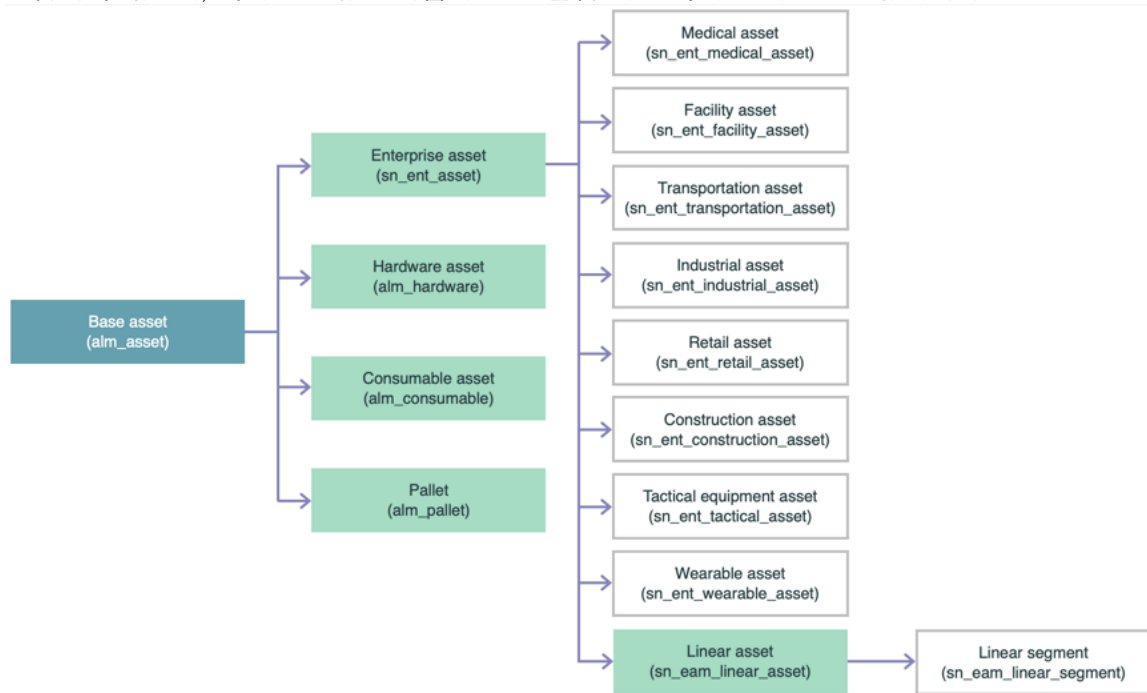 Medical asset
(sn_ent_medical_asset)
Facility asset
(sn_ent_facility_asset)
Enterprise asset
(sn_ent_asset)
Transportation asset
(sn_ent_transportation_asset)
Hardware asset
(alm_hardware)
Industrial asset
(sn_ent_industrial_asset)
Base asset
(alm_asset)
Retail asset
(sn_ent_retail_asset)
Consumable asset
(alm_consumable)
Construction asset
(sn_ent_construction_asset)
Pallet
(alm_pallet)
Tactical equipment asset
(sn_ent_tactical_asset)
Wearable asset
(sn_ent_wearable_asset)
Linear asset
(sn_eam_linear_asset)
Linear segment
(sn_eam_linear_segment)